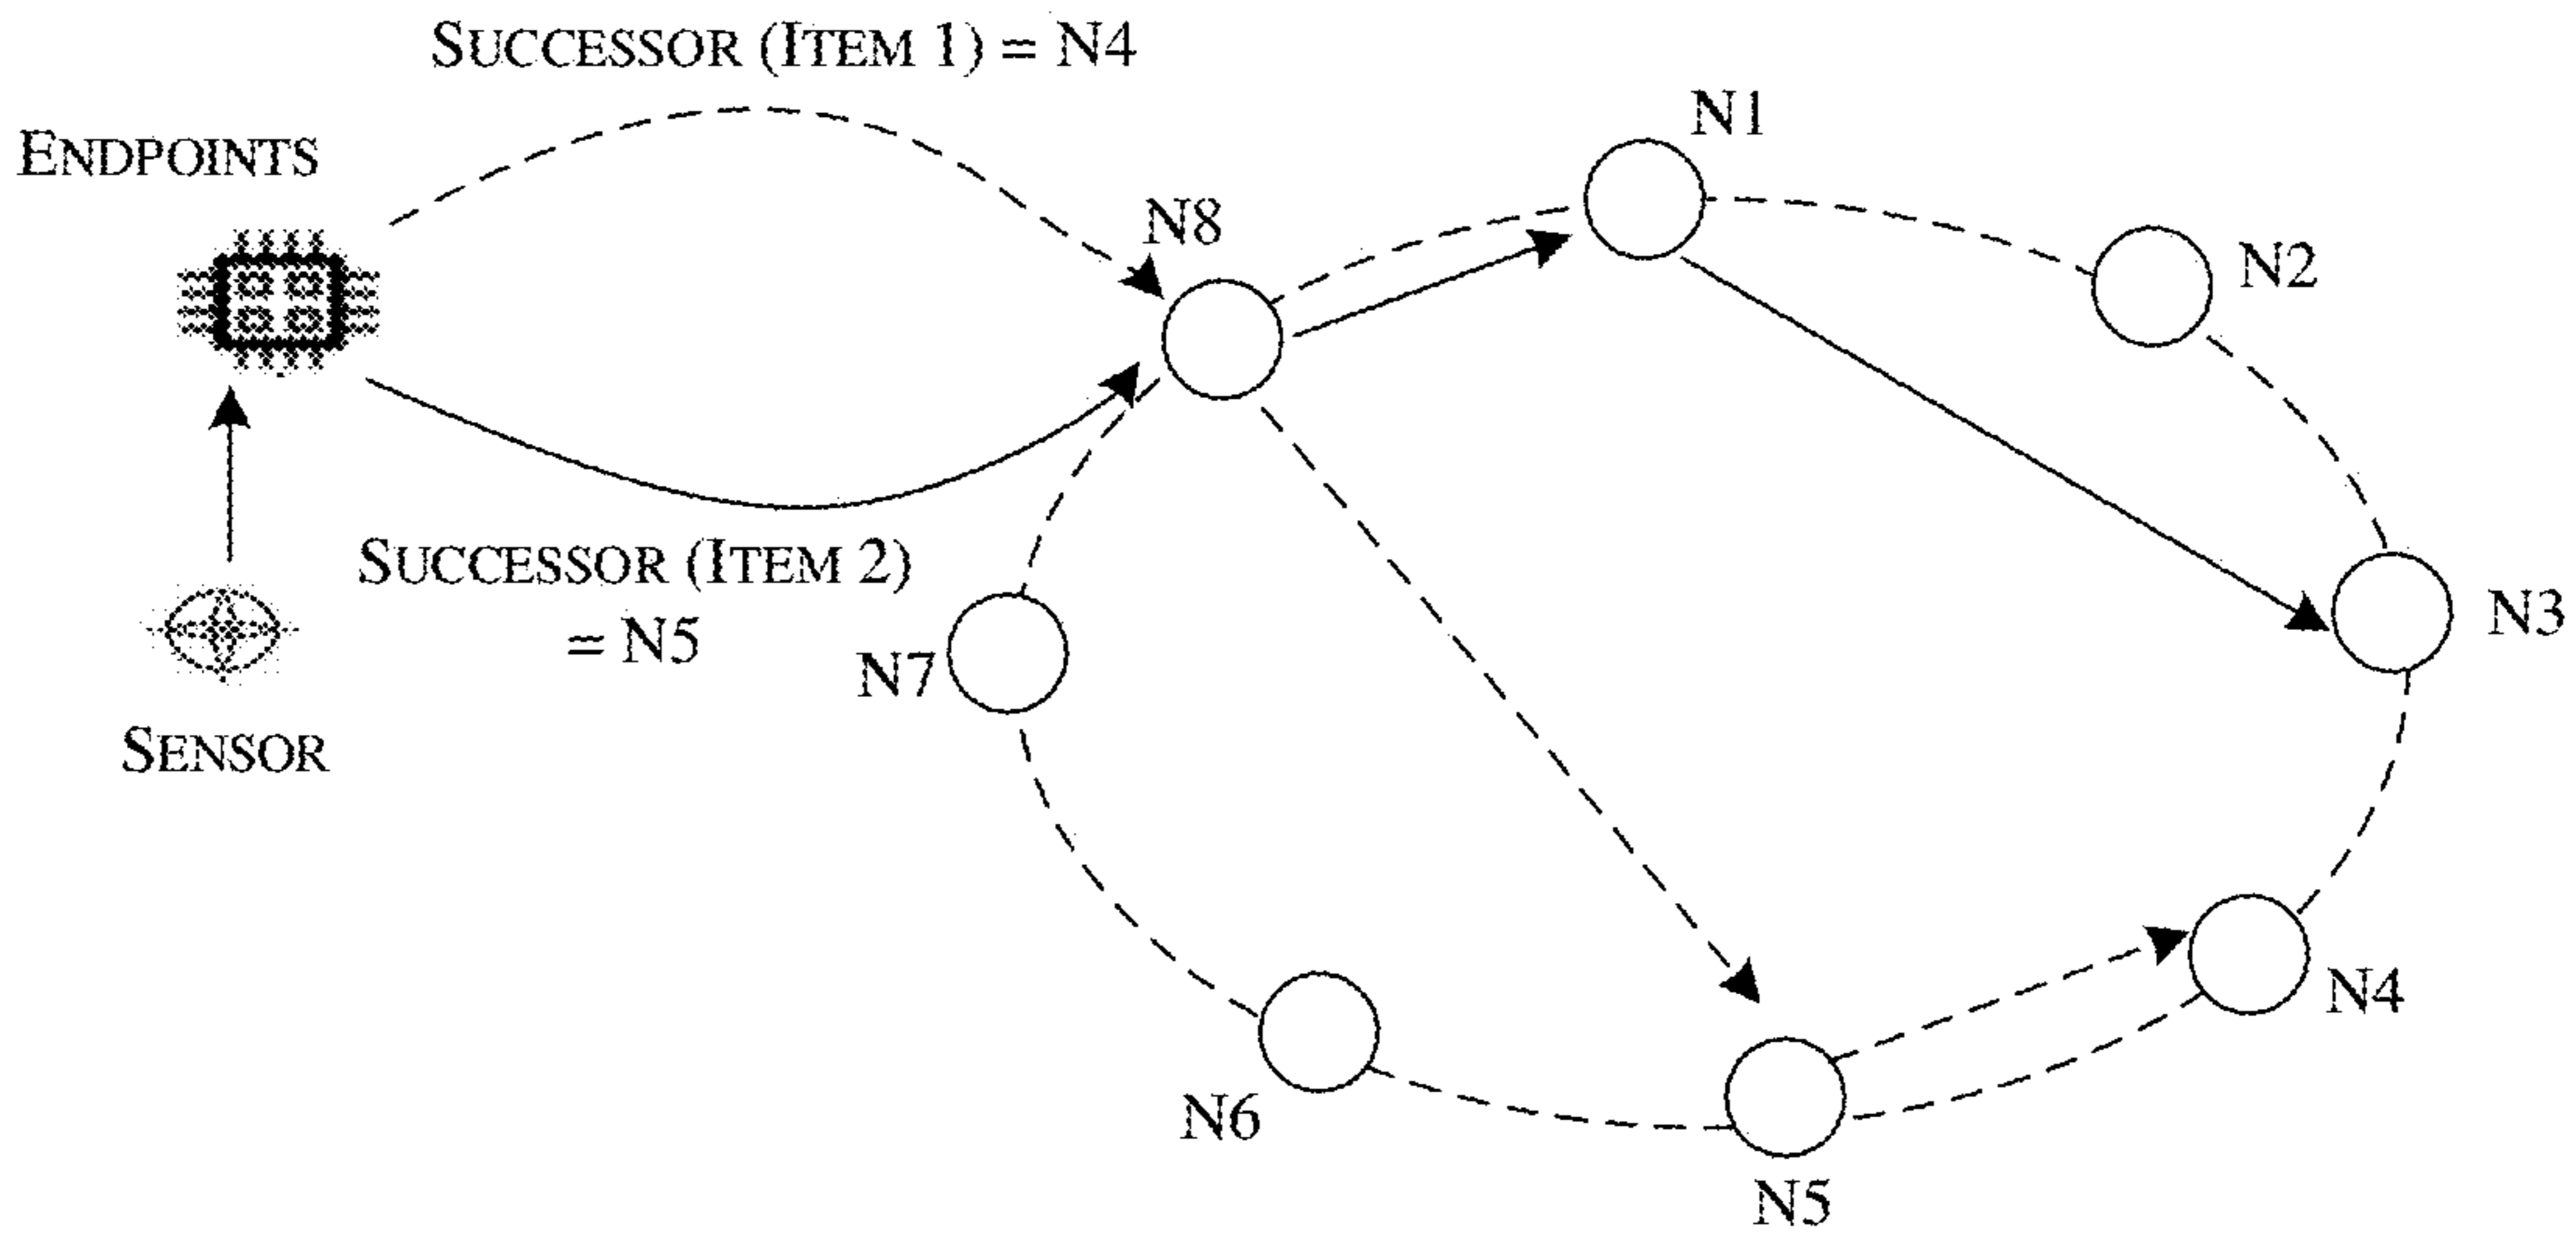 SUCCESSOR (ITEM 1) = N4
ENDPOINTS
N1
N8
N2
SUCCESSOR (ITEM 2)
= N5
N3
N7
SENSOR
N4
N6
N5